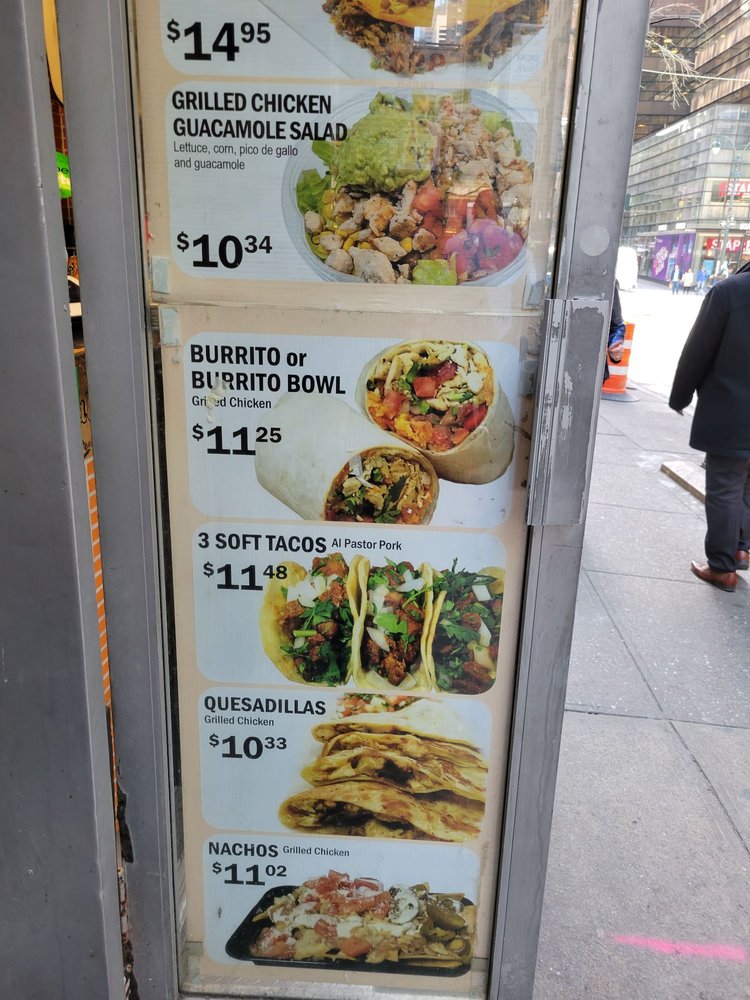 $14.95
GRILLED CHICKEN
GUACAMOLE SALAD
Lettuce, corn, pico de gallo
and guacamole
$10 34
BURRITO or
BURRITO BOWL
Grilled Chicken
$11 25
3 SOFT TACOS Al Pastor Pork
$11 48
QUESADILLAS
Grilled Chicken
$10 33
NACHOS Grilled Chicken
$11 02